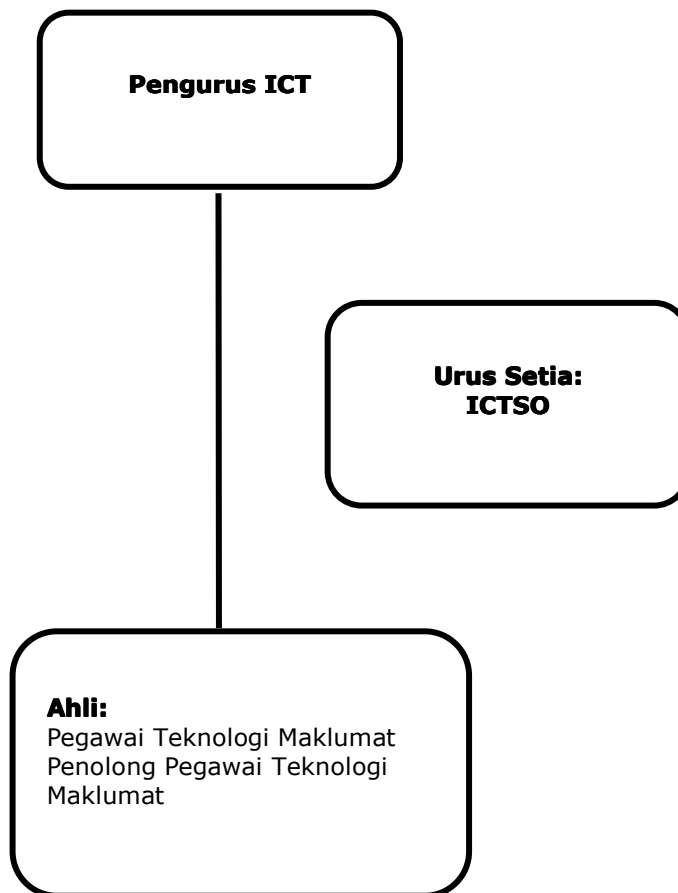 Pengurus ICT
Urus Setia:
ICTSO
Ahli:
Pegawai Teknologi Maklumat
Penolong Pegawai Teknologi
Maklumat